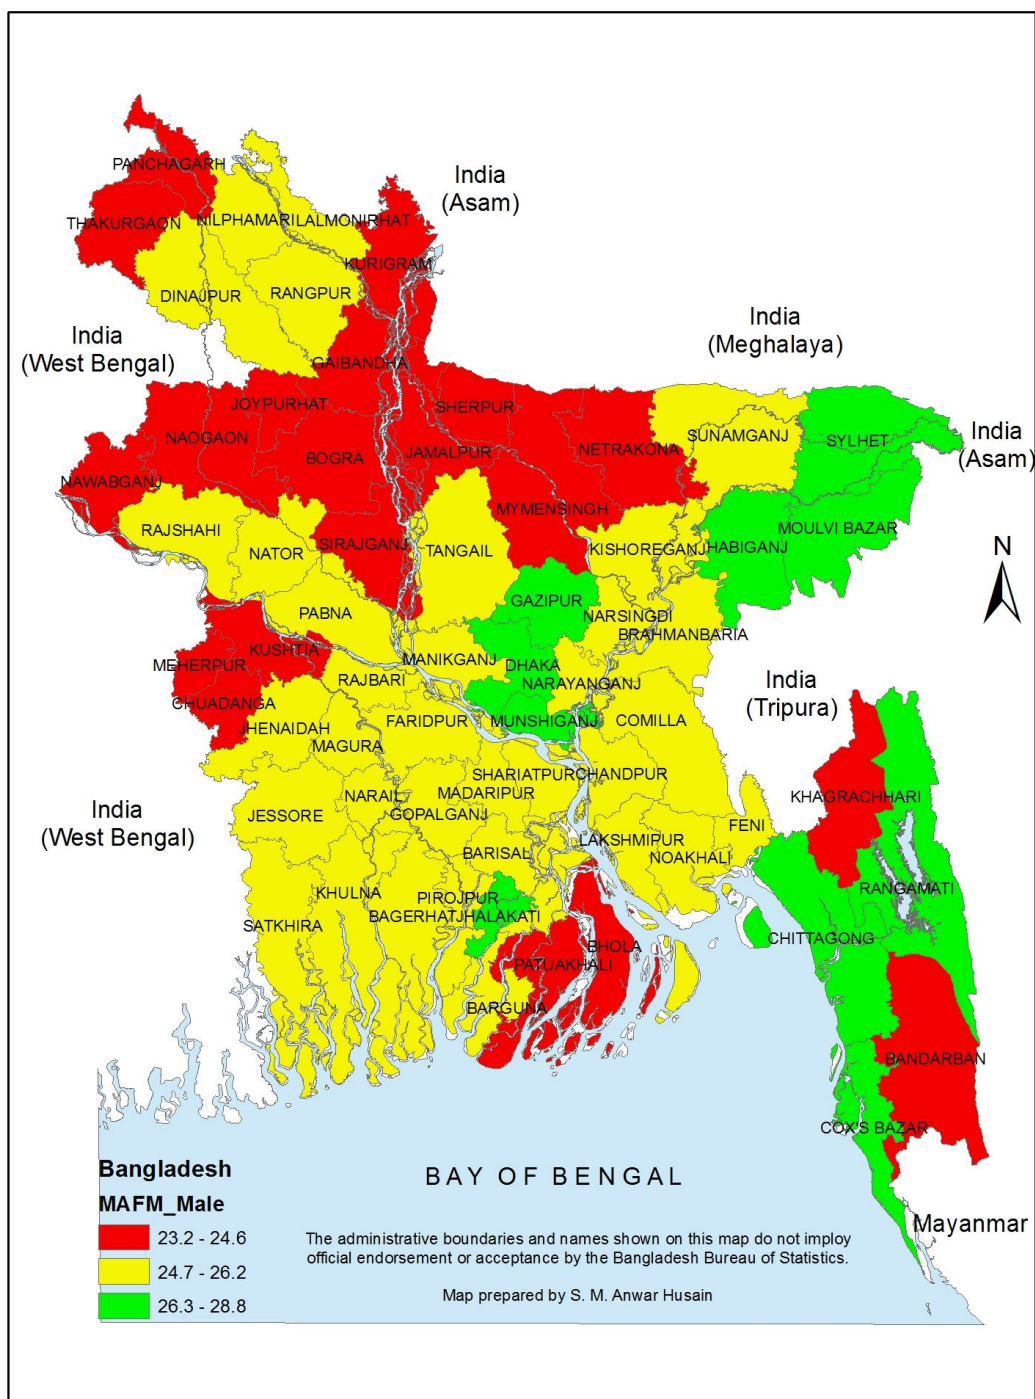 PANCHAGARH
India
(Asam)
THAKURGAON
NILPHAMARI
LALMONIRHAT
KURIGRAM
DINAJPUR
RANGPUR
India
(West Bengal)
India
(Meghalaya)
GAIBANDHA
JOYPURHAT
SHERPUR
NAOGAON
BOGRA
JAMALPUR
NETRAKONA
SUNAMGANJ
SYLHET
India
(Asam)
NAWABGANJ
MYMENSINGH
RAJSHAHI
NATOR
SIRAJGANJ
TANGAIL
KISHOREGANJ
HABIGANJ
MOULVI BAZAR
N
GAZIPUR
PABNA
NARSINGDI
BRAHMANBARIA
MEHERPUR
KUSHTIA
MANIKGANJ
DHAKA
RAJBARI
NARAYANGANJ
CHUADANGA
India
(Tripura)
JHENAIDAH
FARIDPUR
MUNSHIGANJ
COMILLA
MAGURA
SHARIATPUR
CHANDPUR
MADARIPUR
KHAGRACHHARI
India
(West Bengal)
JESSORE
NARAIL
GOPALGANJ
LAKSHMIPUR
FENI
BARISAL
NOAKHALI
KHULNA
PIROJPUR
RANGAMATI
SATKHIRA
BAGERHAT
JHALAKATI
CHITTAGONG
BHOLA
PATUAKHALI
BARGUNA
BANDARBAN
COX'S BAZAR
Bangladesh
MAFM_Male
23.2 - 24.6
24.7 - 26.2
26.3 - 28.8
BAY OF BENGAL
Mayanmar
The administrative boundaries and names shown on this map do not imploy
official endorsement or acceptance by the Bangladesh Bureau of Statistics.
Map prepared by S. M. Anwar Husain